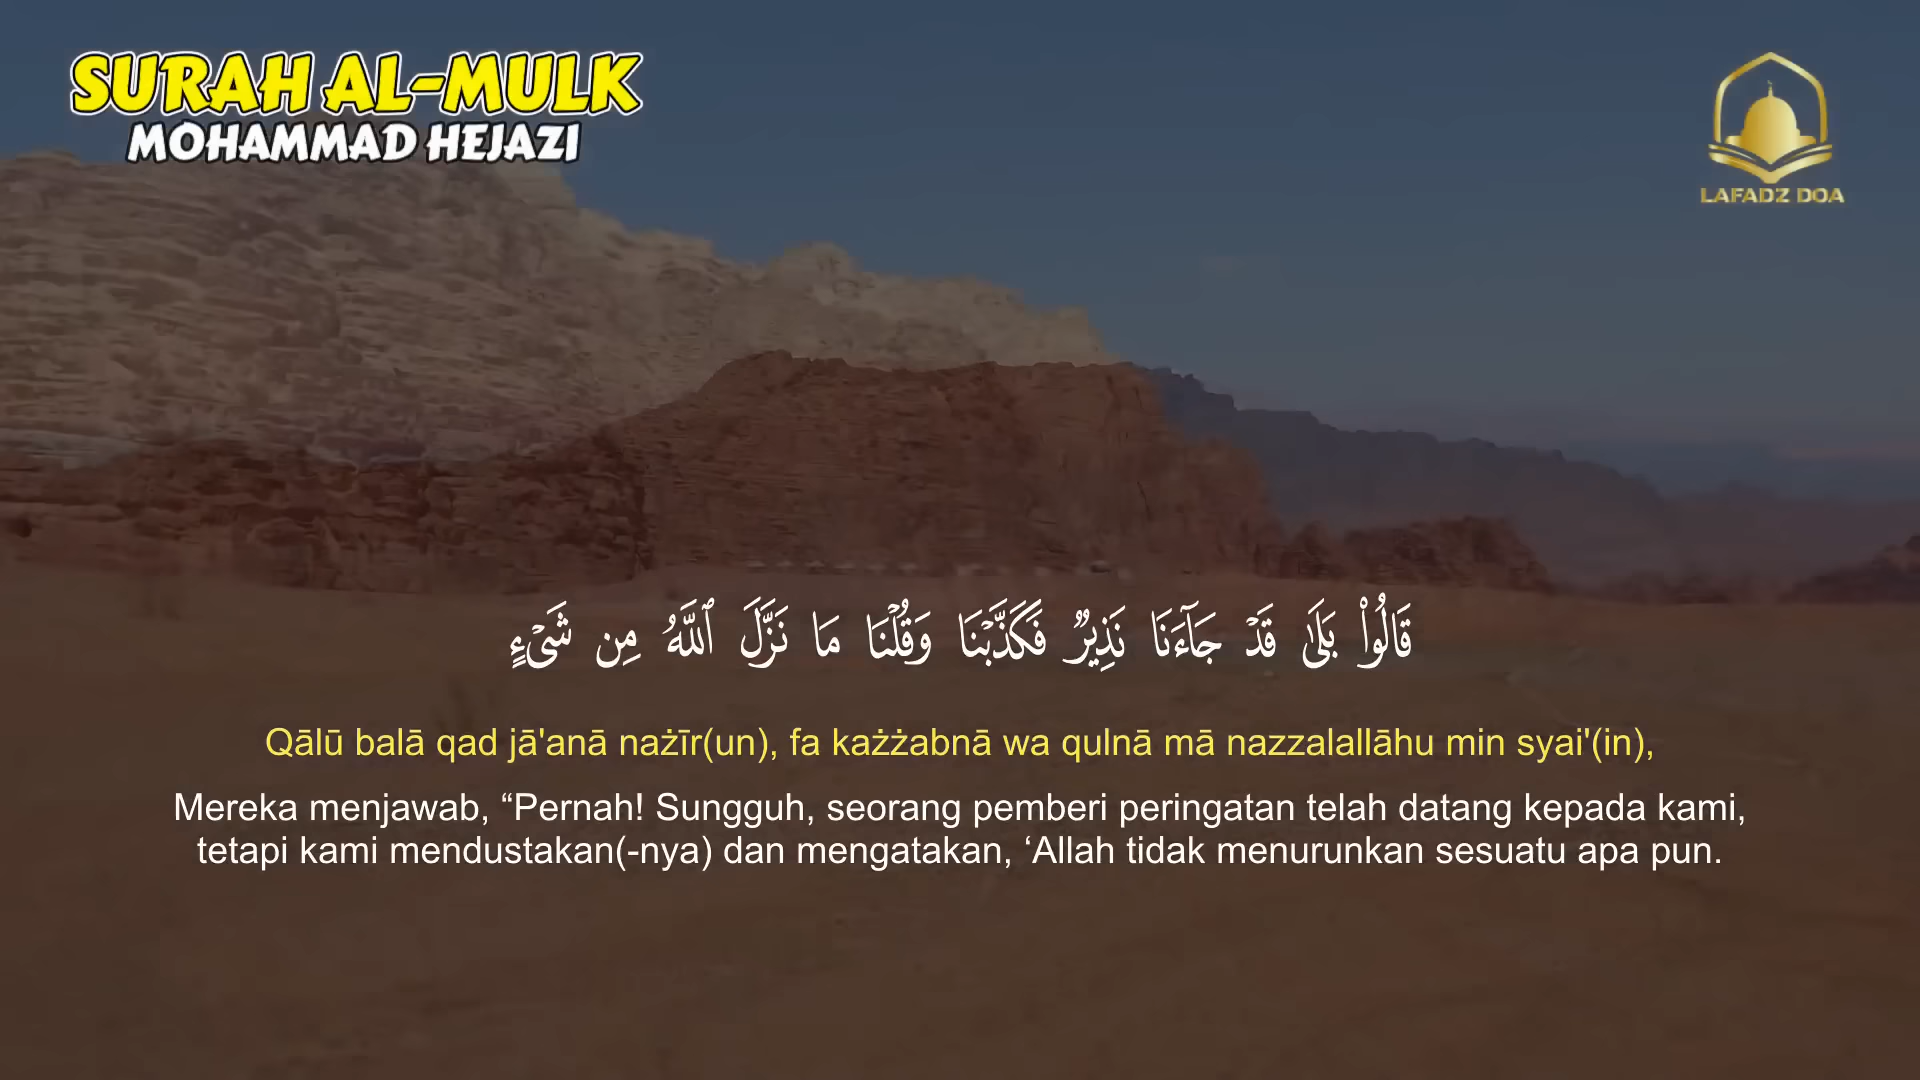 SURAH AL-MULK
MOHAMMAD HEJAZI
LAFADZ DOA
قَالُوا۟ بَلَىٰ قَدْ جَآءَنَا نَذِيرٌ فَكَذَّبْنَا وَقُلْنَا مَا نَزَّلَ ٱللَّهُ مِن شَىْءٍ
Qālū balā qad jā'anā nażīr(un), fa każżabnā wa qulnā mā nazzalallāhu min syai'(in),
Mereka menjawab, “Pernah! Sungguh, seorang pemberi peringatan telah datang kepada kami,
tetapi kami mendustakan(-nya) dan mengatakan, ‘Allah tidak menurunkan sesuatu apa pun.